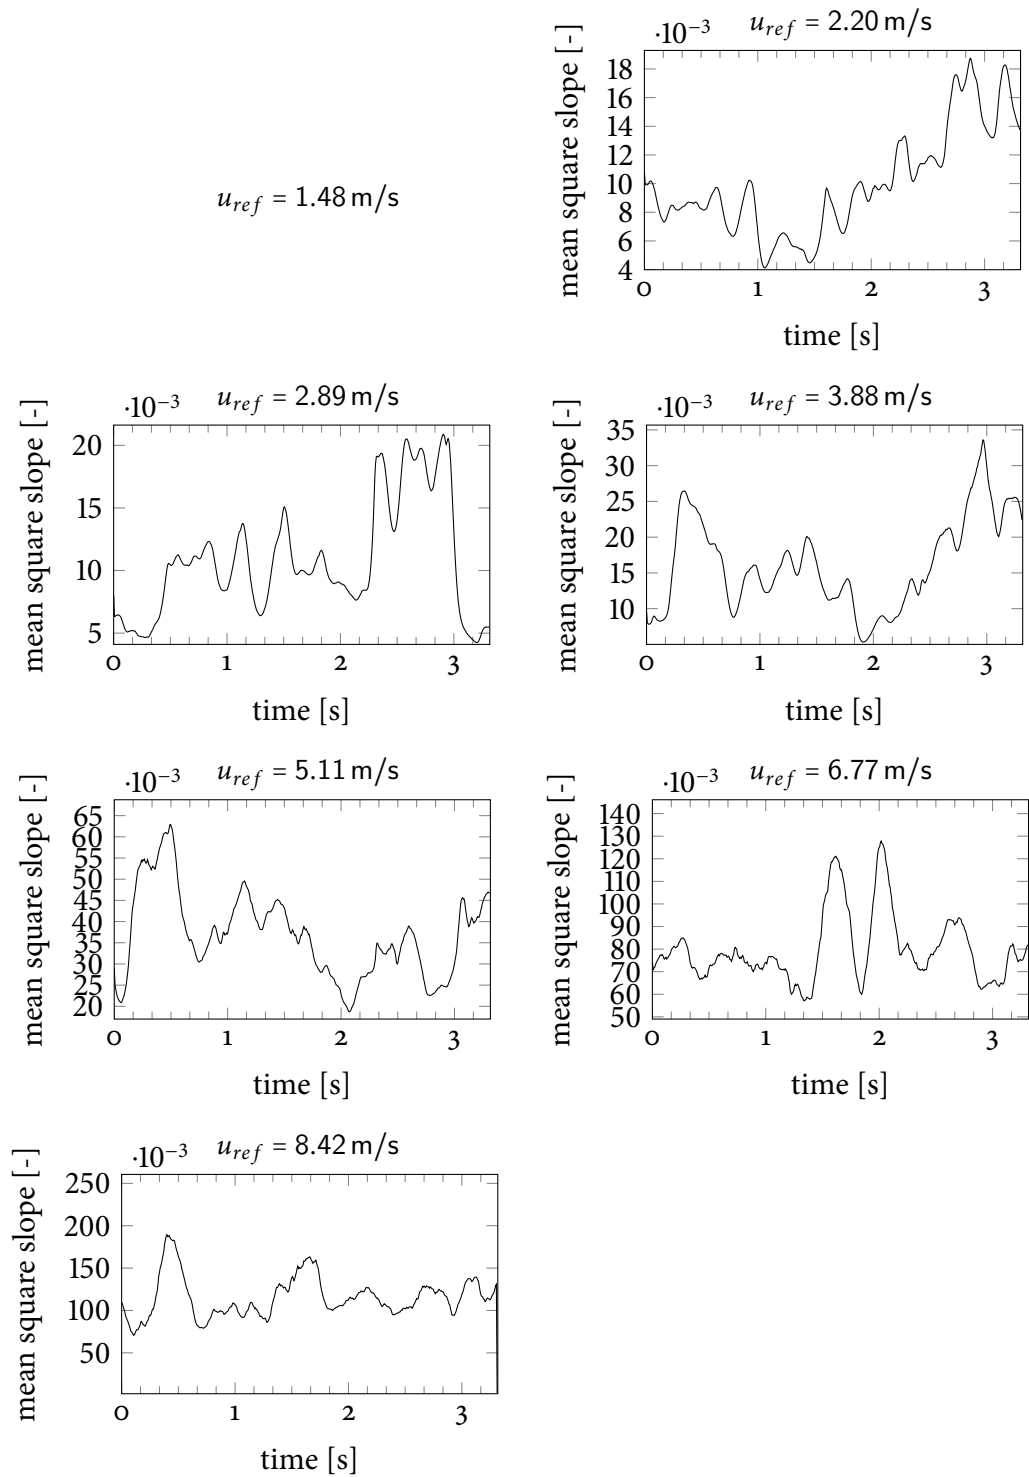 u_ref = 1.48 m/s
·10⁻³ u_ref = 2.20 m/s
mean square slope [-]
18
16
14
12
10
8
6
4
0 1 2 3
time [s]
·10⁻³ u_ref = 2.89 m/s
mean square slope [-]
20
15
10
5
0 1 2 3
time [s]
·10⁻³ u_ref = 3.88 m/s
mean square slope [-]
35
30
25
20
15
10
0 1 2 3
time [s]
·10⁻³ u_ref = 5.11 m/s
mean square slope [-]
65
60
55
50
45
40
35
30
25
20
0 1 2 3
time [s]
·10⁻³ u_ref = 6.77 m/s
mean square slope [-]
140
130
120
110
100
90
80
70
60
50
0 1 2 3
time [s]
·10⁻³ u_ref = 8.42 m/s
mean square slope [-]
250
200
150
100
50
0 1 2 3
time [s]